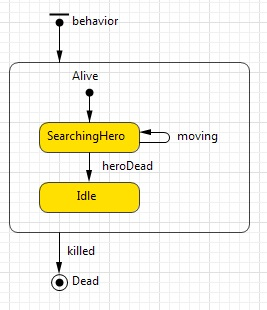 behavior
Alive
SearchingHero
moving
heroDead
Idle
killed
Dead